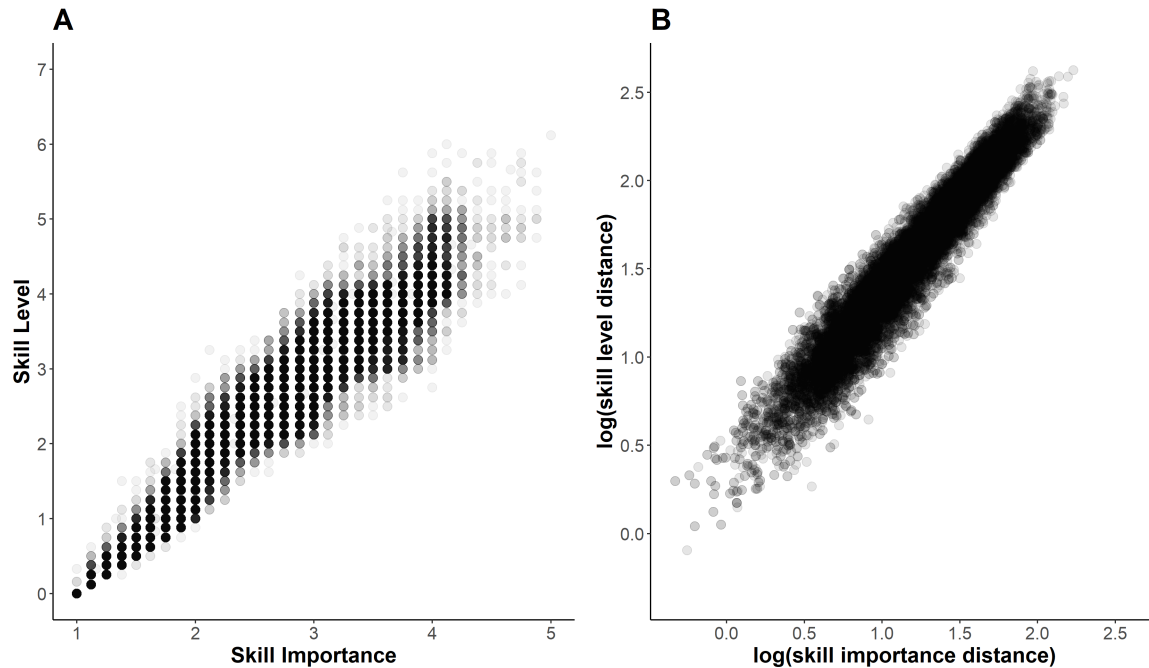 A
B
7
6
5
4
3
2
1
0
Skill Level
1 2 3 4 5
Skill Importance
2.5
2.0
1.5
1.0
0.5
0.0
log(skill level distance)
0.0 0.5 1.0 1.5 2.0 2.5
log(skill importance distance)